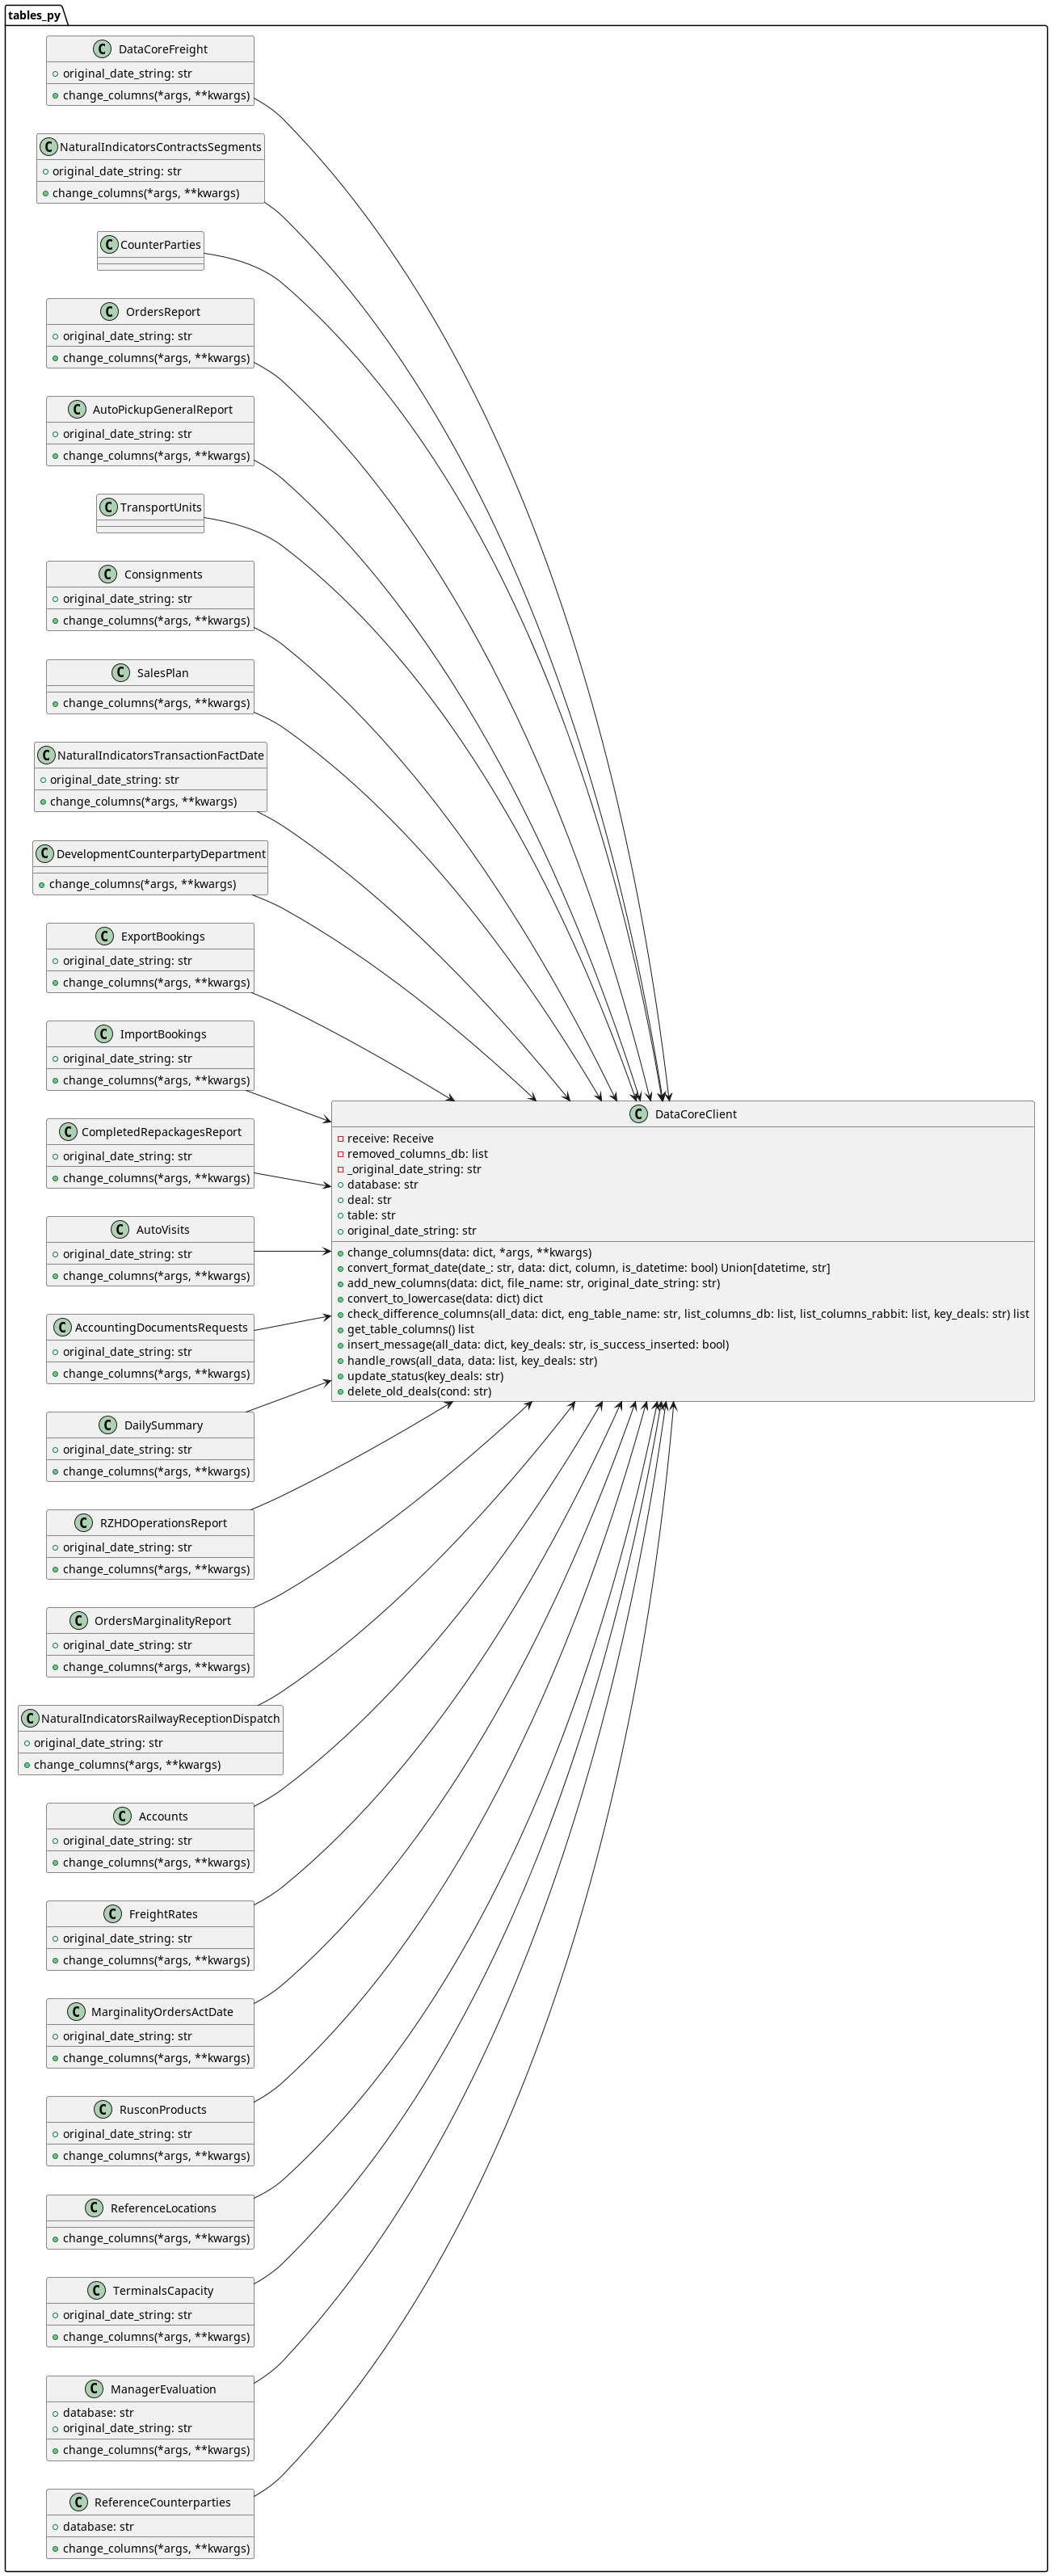 tables_py
C DataCoreFreight
original_date_string: str
change_columns(*args, **kwargs)
C NaturalIndicatorsContractsSegments
original_date_string: str
change_columns(*args, **kwargs)
C CounterParties
C OrdersReport
original_date_string: str
change_columns(*args, **kwargs)
C AutoPickupGeneralReport
original_date_string: str
change_columns(*args, **kwargs)
C TransportUnits
C Consignments
original_date_string: str
change_columns(*args, **kwargs)
C SalesPlan
change_columns(*args, **kwargs)
C NaturalIndicatorsTransactionFactDate
original_date_string: str
change_columns(*args, **kwargs)
C DevelopmentCounterpartyDepartment
change_columns(*args, **kwargs)
C ExportBookings
original_date_string: str
change_columns(*args, **kwargs)
C ImportBookings
original_date_string: str
change_columns(*args, **kwargs)
C CompletedRepackagesReport
original_date_string: str
change_columns(*args, **kwargs)
C AutoVisits
original_date_string: str
change_columns(*args, **kwargs)
C AccountingDocumentsRequests
original_date_string: str
change_columns(*args, **kwargs)
C DailySummary
original_date_string: str
change_columns(*args, **kwargs)
C RZHDOperationsReport
original_date_string: str
change_columns(*args, **kwargs)
C OrdersMarginalityReport
original_date_string: str
change_columns(*args, **kwargs)
C NaturalIndicatorsRailwayReceptionDispatch
original_date_string: str
change_columns(*args, **kwargs)
C Accounts
original_date_string: str
change_columns(*args, **kwargs)
C FreightRates
original_date_string: str
change_columns(*args, **kwargs)
C MarginalityOrdersActDate
original_date_string: str
change_columns(*args, **kwargs)
C RusconProducts
original_date_string: str
change_columns(*args, **kwargs)
C ReferenceLocations
change_columns(*args, **kwargs)
C TerminalsCapacity
original_date_string: str
change_columns(*args, **kwargs)
C ManagerEvaluation
database: str
original_date_string: str
change_columns(*args, **kwargs)
C ReferenceCounterparties
database: str
change_columns(*args, **kwargs)
C DataCoreClient
receive: Receive
removed_columns_db: list
_original_date_string: str
database: str
deal: str
table: str
original_date_string: str
change_columns(data: dict, *args, **kwargs)
convert_format_date(date_: str, data: dict, column, is_datetime: bool) Union[datetime, str]
add_new_columns(data: dict, file_name: str, original_date_string: str)
convert_to_lowercase(data: dict) dict
check_difference_columns(all_data: dict, eng_table_name: str, list_columns_db: list, list_columns_rabbit: list, key_deals: str) list
get_table_columns() list
insert_message(all_data: dict, key_deals: str, is_success_inserted: bool)
handle_rows(all_data, data: list, key_deals: str)
update_status(key_deals: str)
delete_old_deals(cond: str)